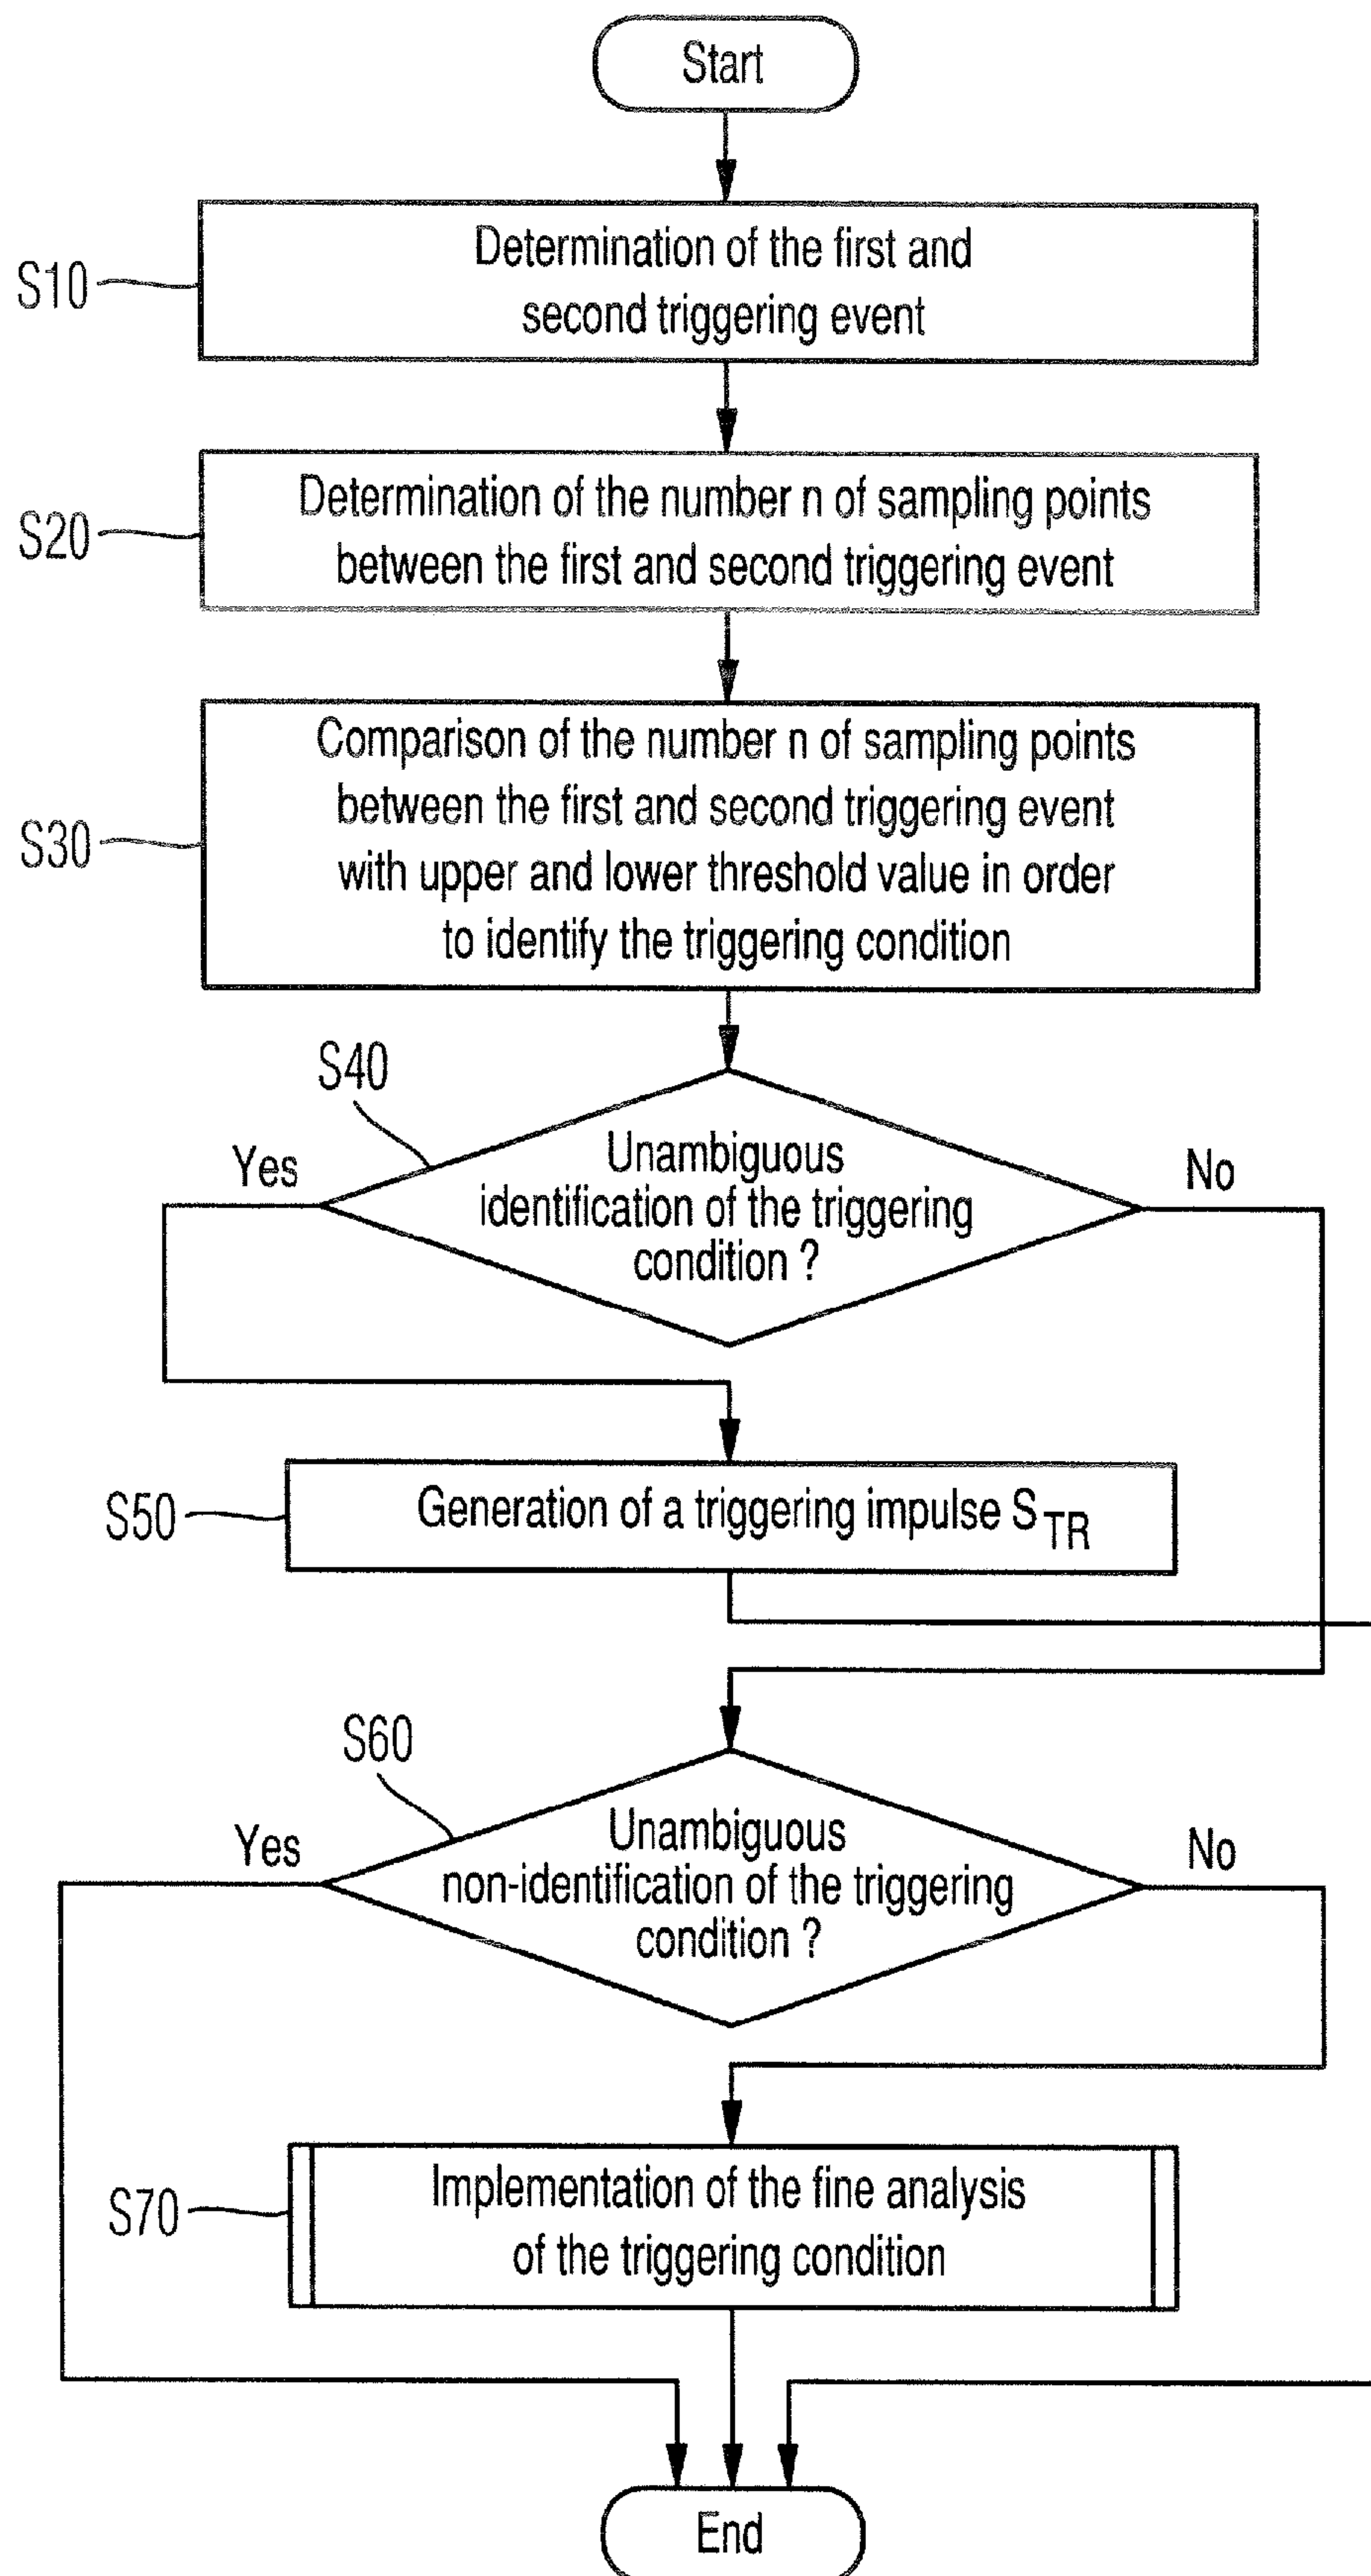 Start
S10
Determination of the first and
second triggering event
S20
Determination of the number n of sampling points
between the first and second triggering event
S30
Comparison of the number n of sampling points
between the first and second triggering event
with upper and lower threshold value in order
to identify the triggering condition
S40
Yes
No
Unambiguous
identification of the triggering
condition ?
S50
Generation of a triggering impulse S_TR
S60
Yes
No
Unambiguous
non-identification of the triggering
condition ?
S70
Implementation of the fine analysis
of the triggering condition
End